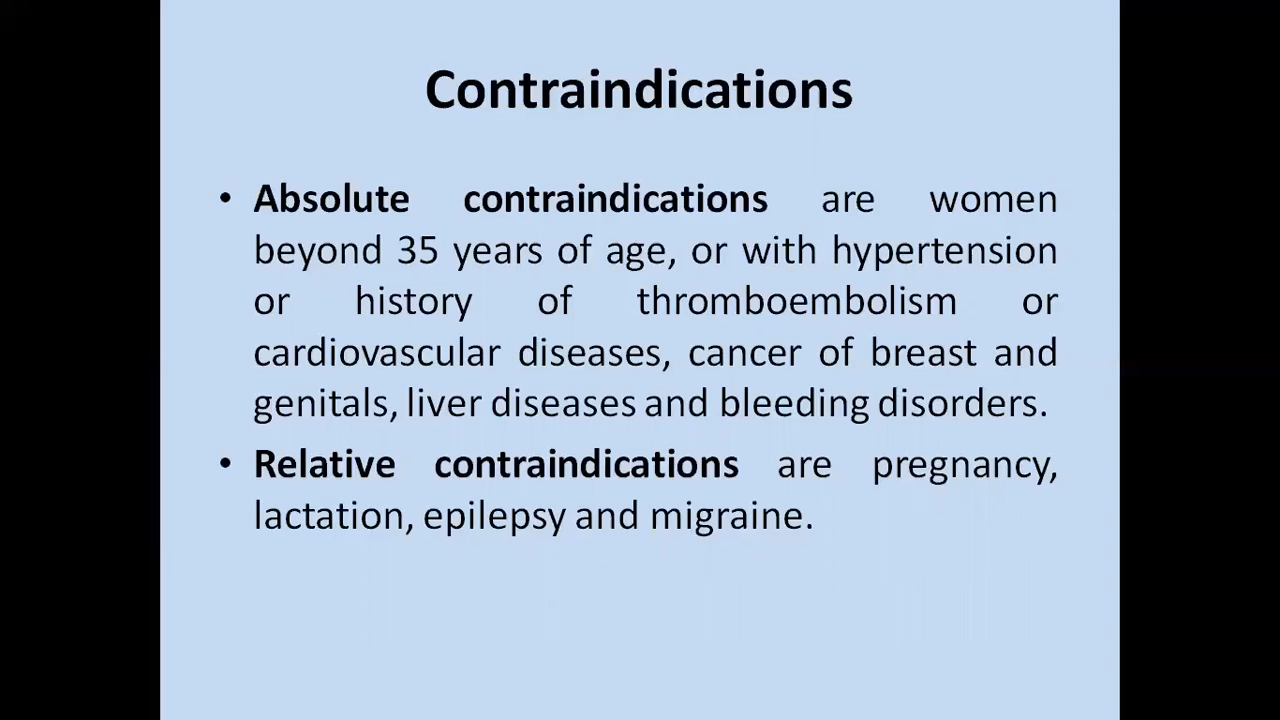 Contraindications
• Absolute contraindications are women
beyond 35 years of age, or with hypertension
or history of thromboembolism or
cardiovascular diseases, cancer of breast and
genitals, liver diseases and bleeding disorders.
• Relative contraindications are pregnancy,
lactation, epilepsy and migraine.